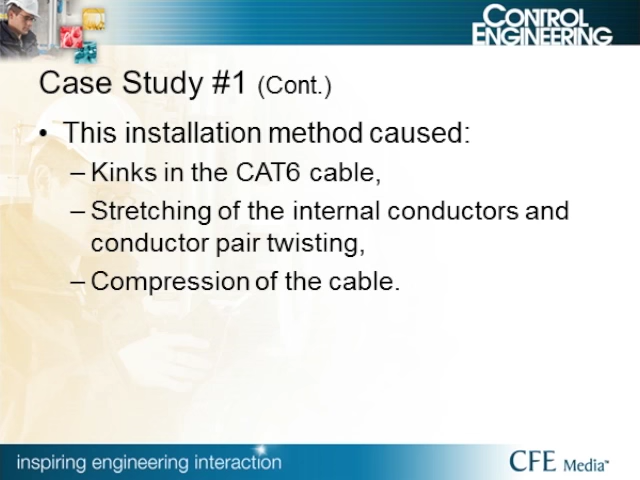 CONTROL
ENGINEERING
Case Study #1 (Cont.)
• This installation method caused:
– Kinks in the CAT6 cable,
– Stretching of the internal conductors and
conductor pair twisting,
– Compression of the cable.
inspiring engineering interaction
CFE Media™